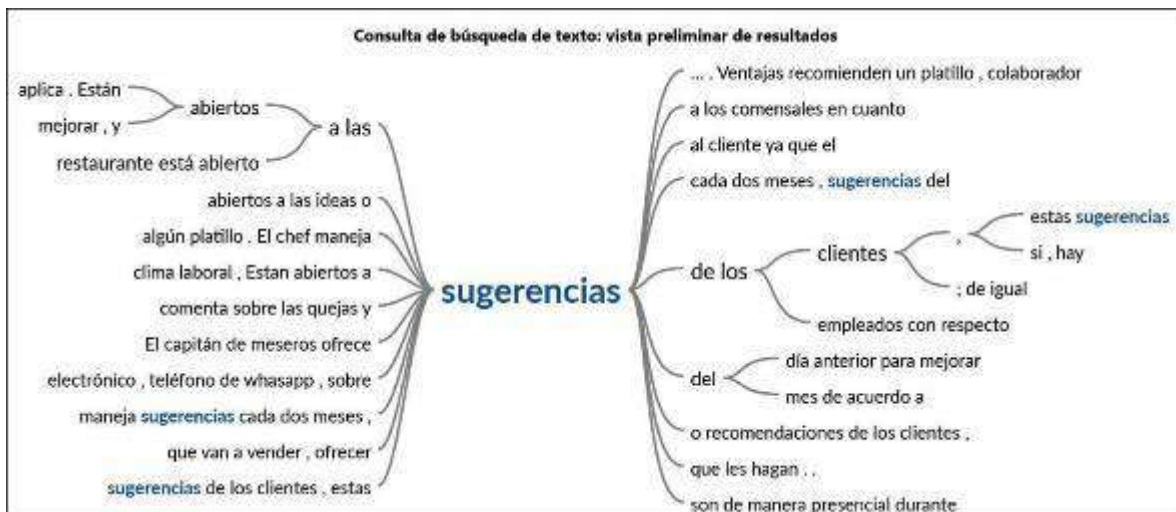 Consulta de búsqueda de texto: vista preliminar de resultados
aplica . Están
mejorar , y
abiertos
restaurante está abierto
a las
abiertos a las ideas o
algún platillo . El chef maneja
clima laboral , Estan abiertos a
comenta sobre las quejas y
El capitán de meseros ofrece
electrónico , teléfono de whasapp , sobre
maneja sugerencias cada dos meses ,
que van a vender , ofrecer
sugerencias de los clientes , estas
sugerencias
... . Ventajas recomienden un platillo , colaborador
a los comensales en cuanto
al cliente ya que el
cada dos meses , sugerencias del
de los
clientes
,
estas sugerencias
si , hay
; de igual
empleados con respecto
del
día anterior para mejorar
mes de acuerdo a
o recomendaciones de los clientes ,
que les hagan . .
son de manera presencial durante